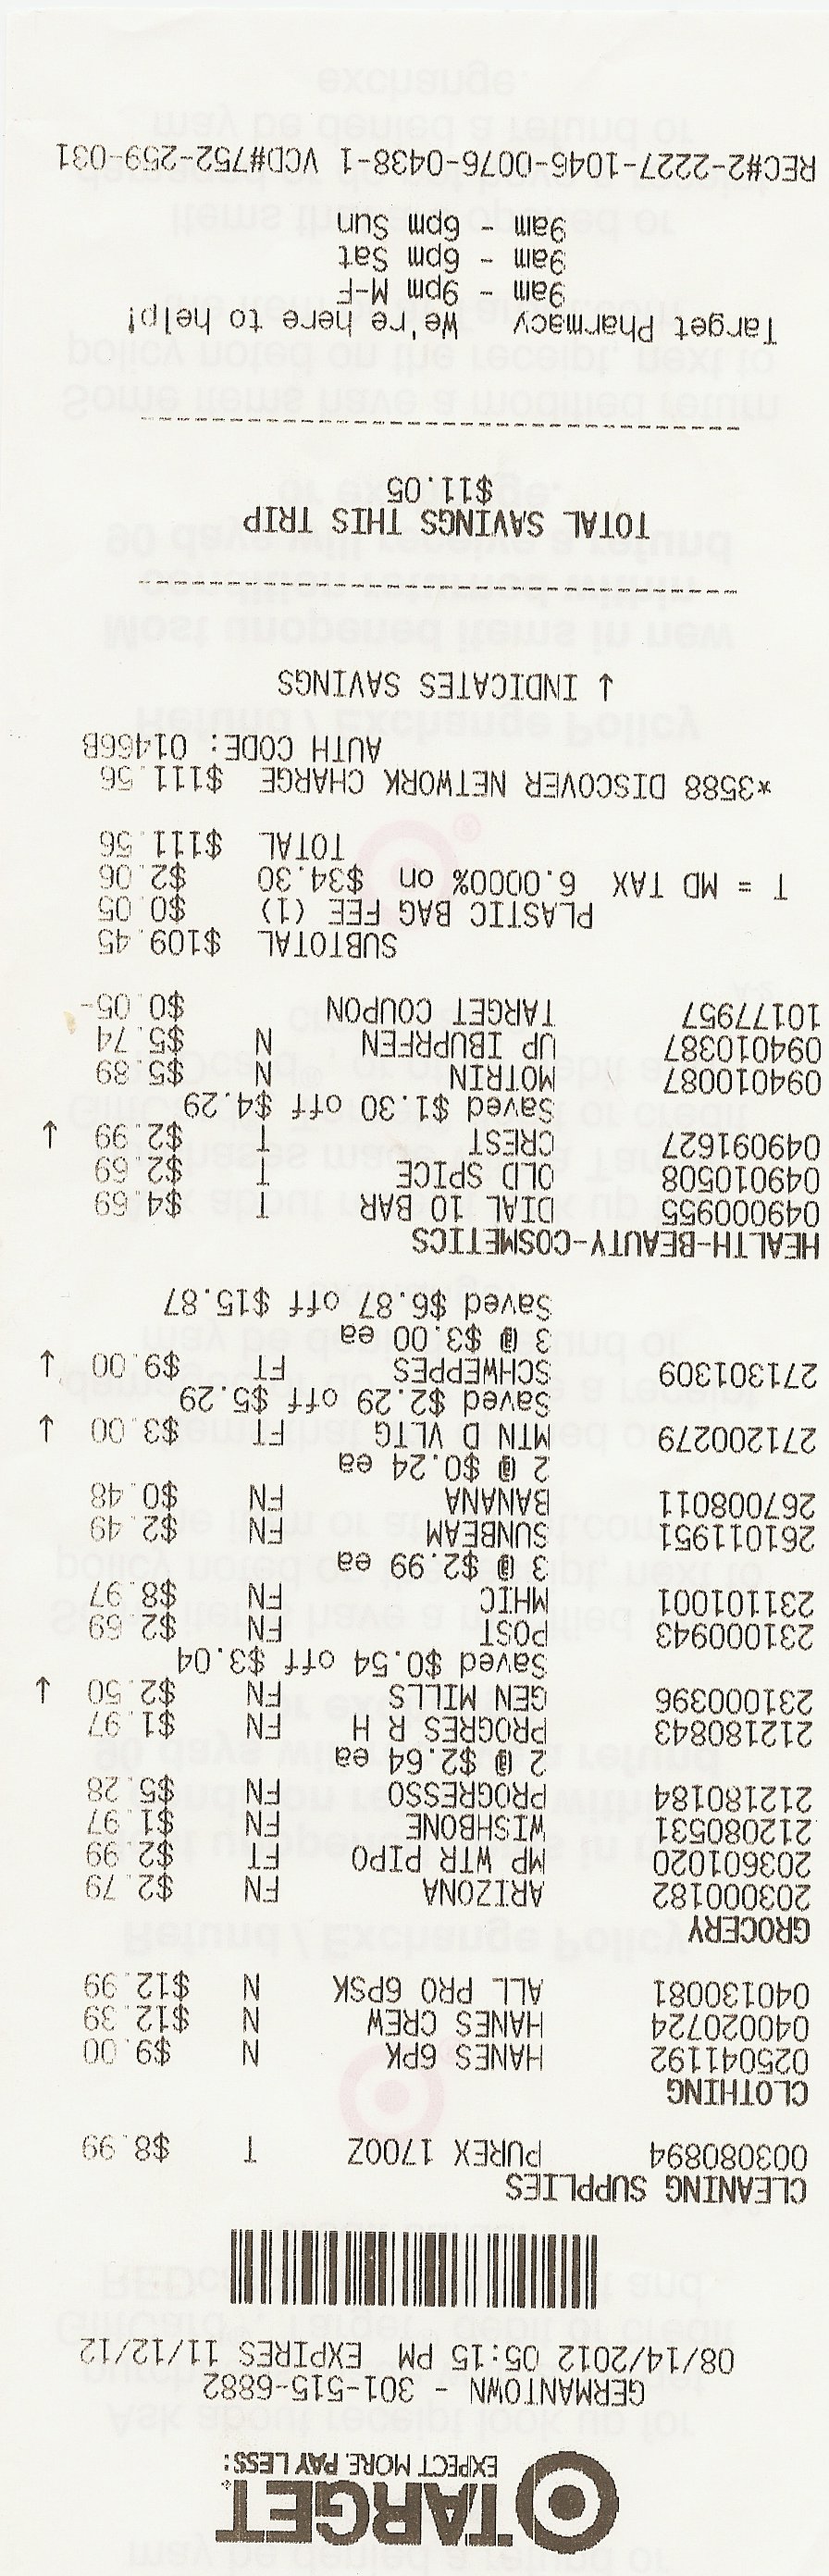 TARGET
EXPECT MORE. PAY LESS.
GERMANTOWN - 301-515-6882
08/14/2012 05:15 PM EXPIRES 11/12/12
CLEANING SUPPLIES
003080894 PUREX 170OZ T $8.99
CLOTHING
025041192 HANES 6PK N $9.00
040020724 HANES CREW N $12.39
040130081 ALL PRO 6PSK N $12.99
GROCERY
203000182 ARIZONA FN $2.79
203601020 MP WTR PIPO FT $2.99
212080531 WISHBONE FN $1.97
212180184 PROGRESSO FN $5.28
2 @ $2.64 ea
212180843 PROGRES R H FN $1.97
231000396 GEN MILLS FN $2.50 ↓
Saved $0.54 off $3.04
231000943 POST FN $2.69
231101001 MHIC FN $8.97
3 @ $2.99 ea
261011951 SUNBEAM FN $2.49
267008011 BANANA FN $0.48
2 @ $0.24 ea
271200279 MTN D VLTG FT $3.00 ↓
Saved $2.29 off $5.29
271301309 SCHWEPPES FT $9.00 ↓
3 @ $3.00 ea
Saved $6.87 off $15.87
HEALTH-BEAUTY-COSMETICS
049000955 DIAL 10 BAR T $4.69
049010508 OLD SPICE T $2.69
049091627 CREST T $2.99 ↓
Saved $1.30 off $4.29
094010087 MOTRIN N $5.89
094010387 UP IBUPRFEN N $5.74
10177957 TARGET COUPON $0.05-
SUBTOTAL $109.45
PLASTIC BAG FEE (1) $0.05
T = MD TAX 6.0000% on $34.30 $2.06
TOTAL $111.56
*3588 DISCOVER NETWORK CHARGE $111.56
AUTH CODE: 01466B
↓ INDICATES SAVINGS
TOTAL SAVINGS THIS TRIP
$11.05
Target Pharmacy We're here to help!
9am - 9pm M-F
9am - 6pm Sat
9am - 6pm Sun
REC#2-2227-1046-0076-0438-1 VCD#752-259-031